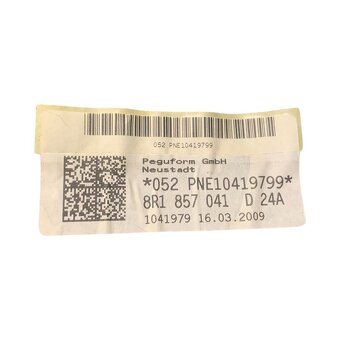 052 PNE10419799
Peguform GmbH
Neustadt
*052 PNE10419799*
8R1 857 041 D 24A
1041979 16.03.2009